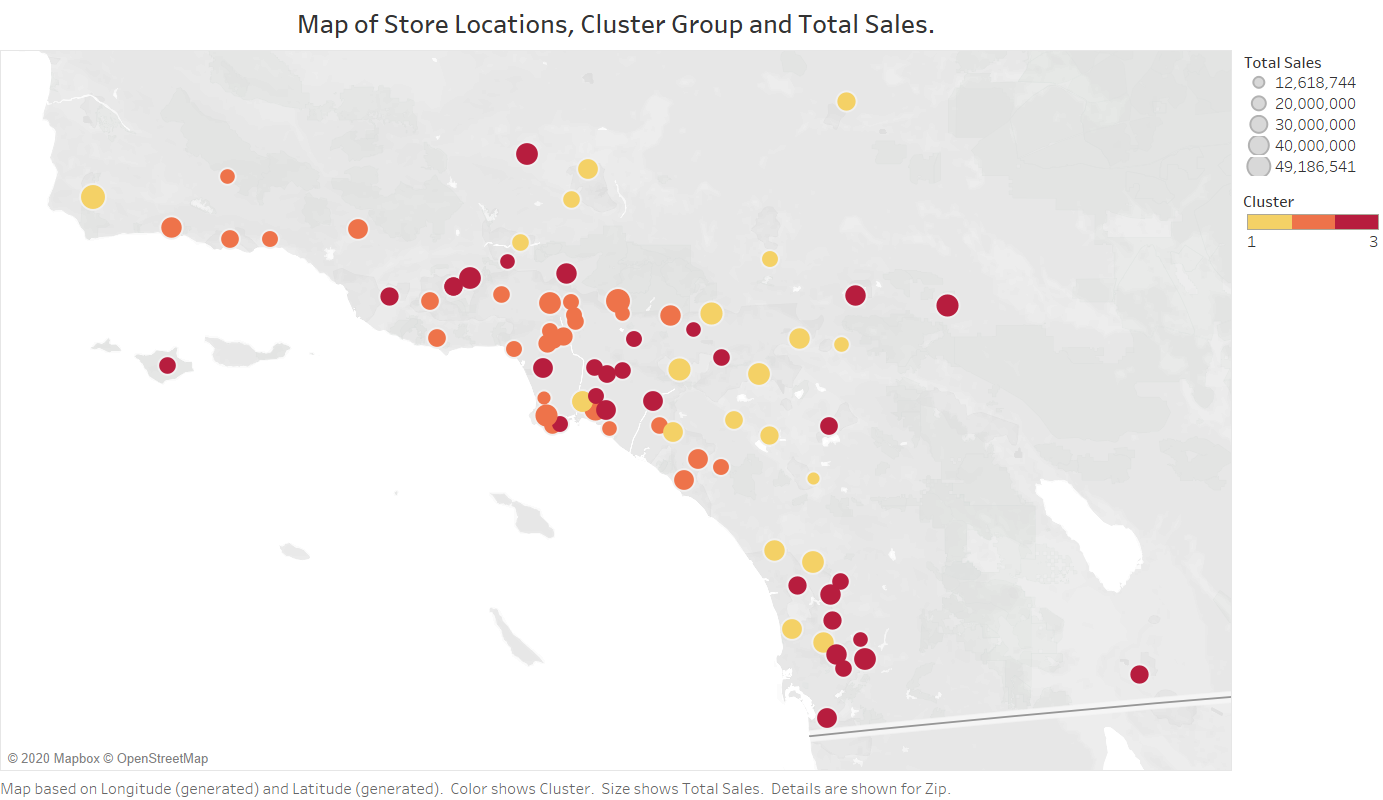 Map of Store Locations, Cluster Group and Total Sales.
Total Sales
12,618,744
20,000,000
30,000,000
40,000,000
49,186,541
Cluster
1 3
© 2020 Mapbox © OpenStreetMap
Map based on Longitude (generated) and Latitude (generated). Color shows Cluster. Size shows Total Sales. Details are shown for Zip.